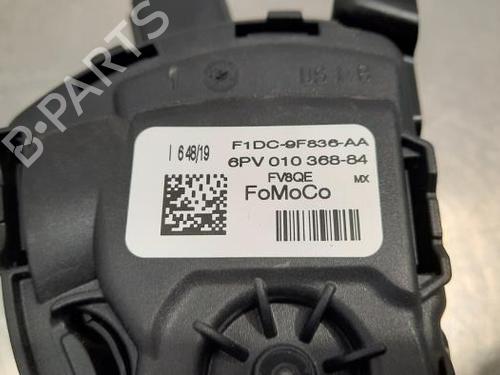 B-PARTS
I 648/19
F1DC-9F836-AA
6PV 010 368-84
FV8QE
MX
FoMoCo